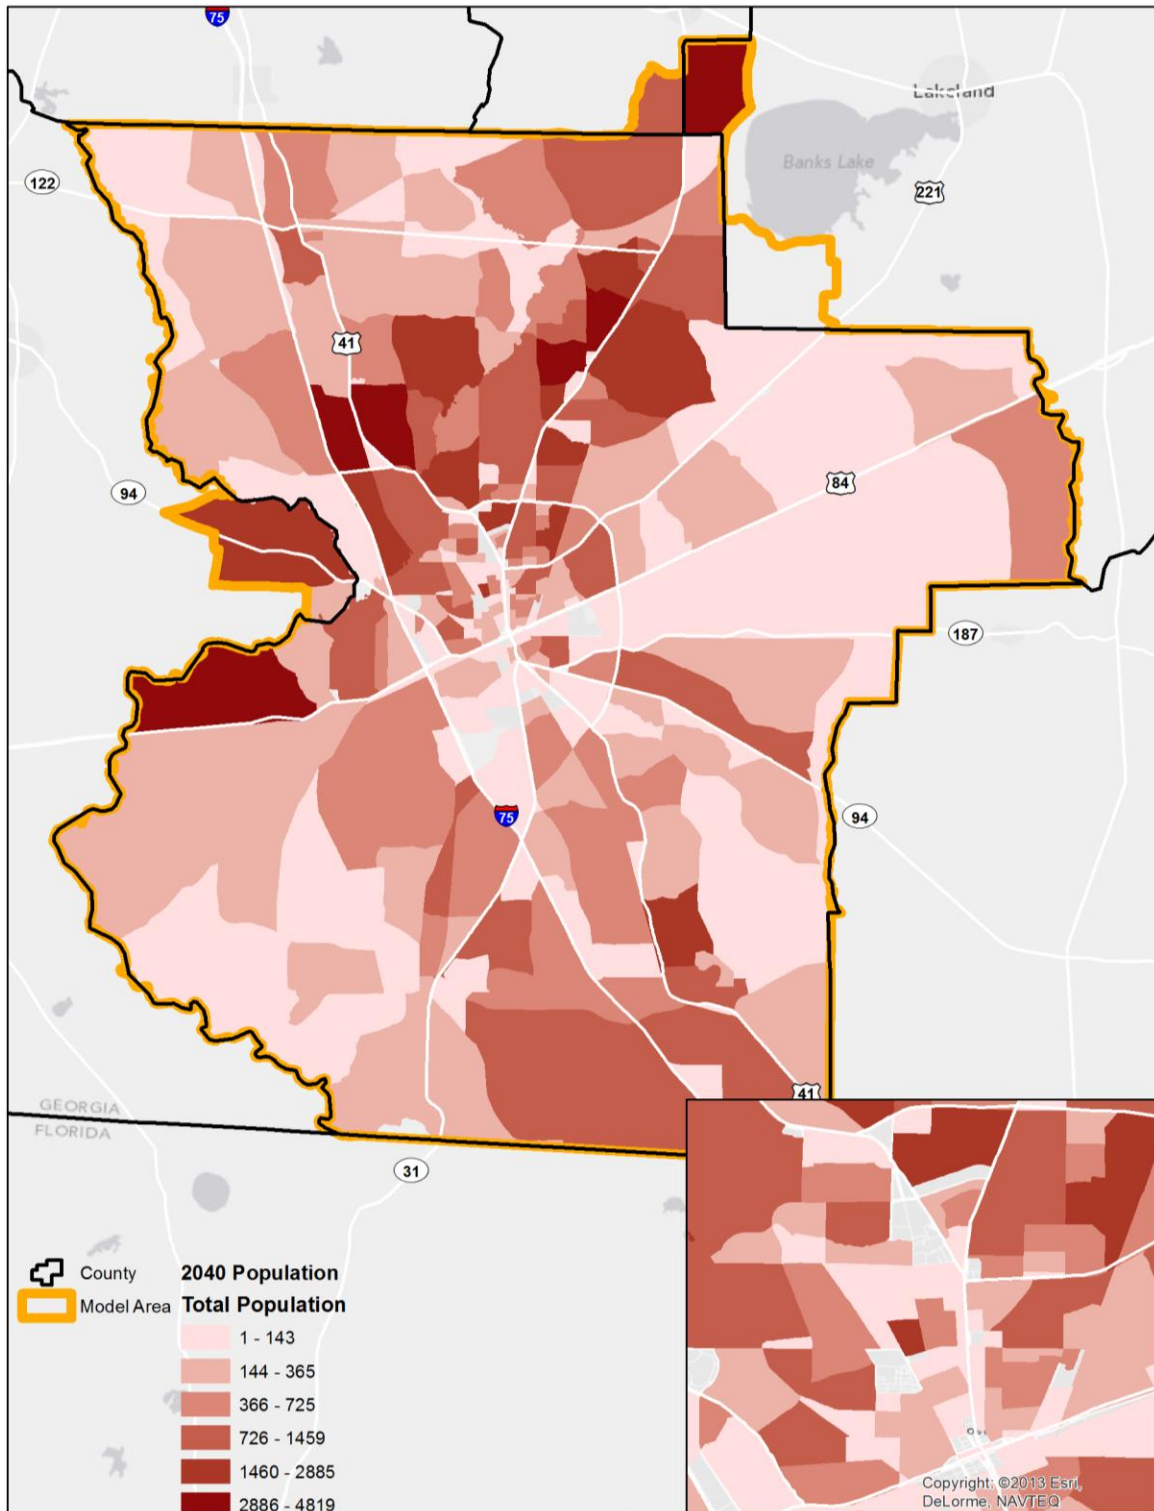 75
Lakeland
Banks Lake
122
221
41
94
84
187
75
94
41
GEORGIA
FLORIDA
31
County
2040 Population
Model Area
Total Population
1 - 143
144 - 365
366 - 725
726 - 1459
1460 - 2885
2886 - 4819
Copyright: ©2013 Esri,
DeLorme, NAVTEQ